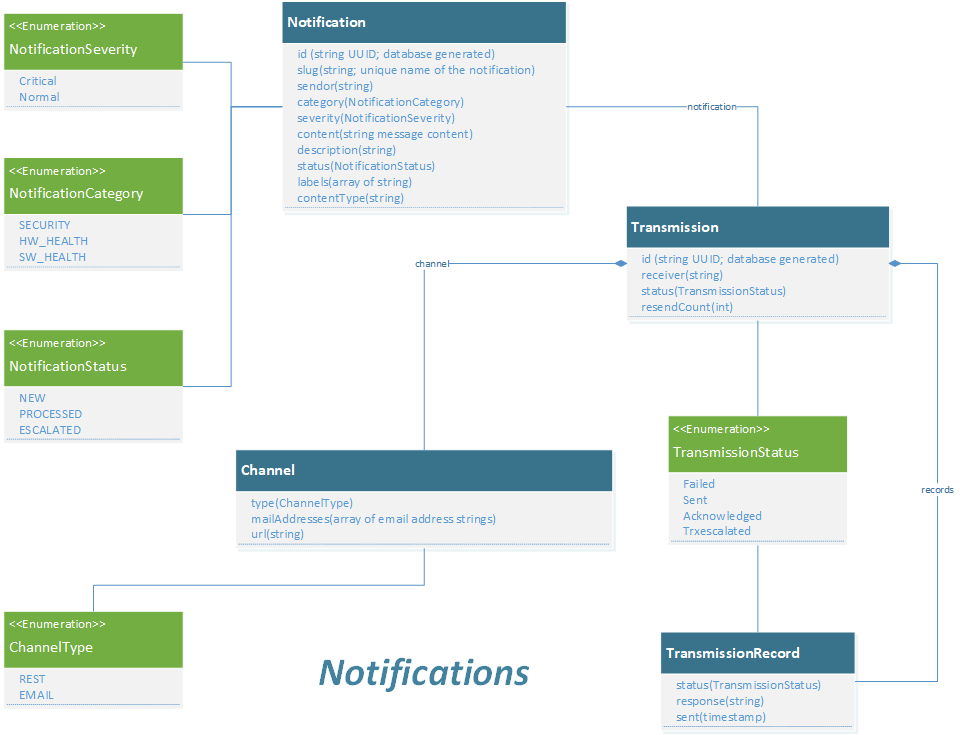 <<Enumeration>>
NotificationSeverity
Critical
Normal
<<Enumeration>>
NotificationCategory
SECURITY
HW_HEALTH
SW_HEALTH
<<Enumeration>>
NotificationStatus
NEW
PROCESSED
ESCALATED
Notification
id (string UUID; database generated)
slug(string; unique name of the notification)
sendor(string)
category(NotificationCategory)
severity(NotificationSeverity)
content(string message content)
description(string)
status(NotificationStatus)
labels(array of string)
contentType(string)
notification
Transmission
id (string UUID; database generated)
receiver(string)
status(TransmissionStatus)
resendCount(int)
channel
Channel
type(ChannelType)
mailAddresses(array of email address strings)
url(string)
<<Enumeration>>
TransmissionStatus
Failed
Sent
Acknowledged
Trxescalated
records
<<Enumeration>>
ChannelType
REST
EMAIL
Notifications
TransmissionRecord
status(TransmissionStatus)
response(string)
sent(timestamp)